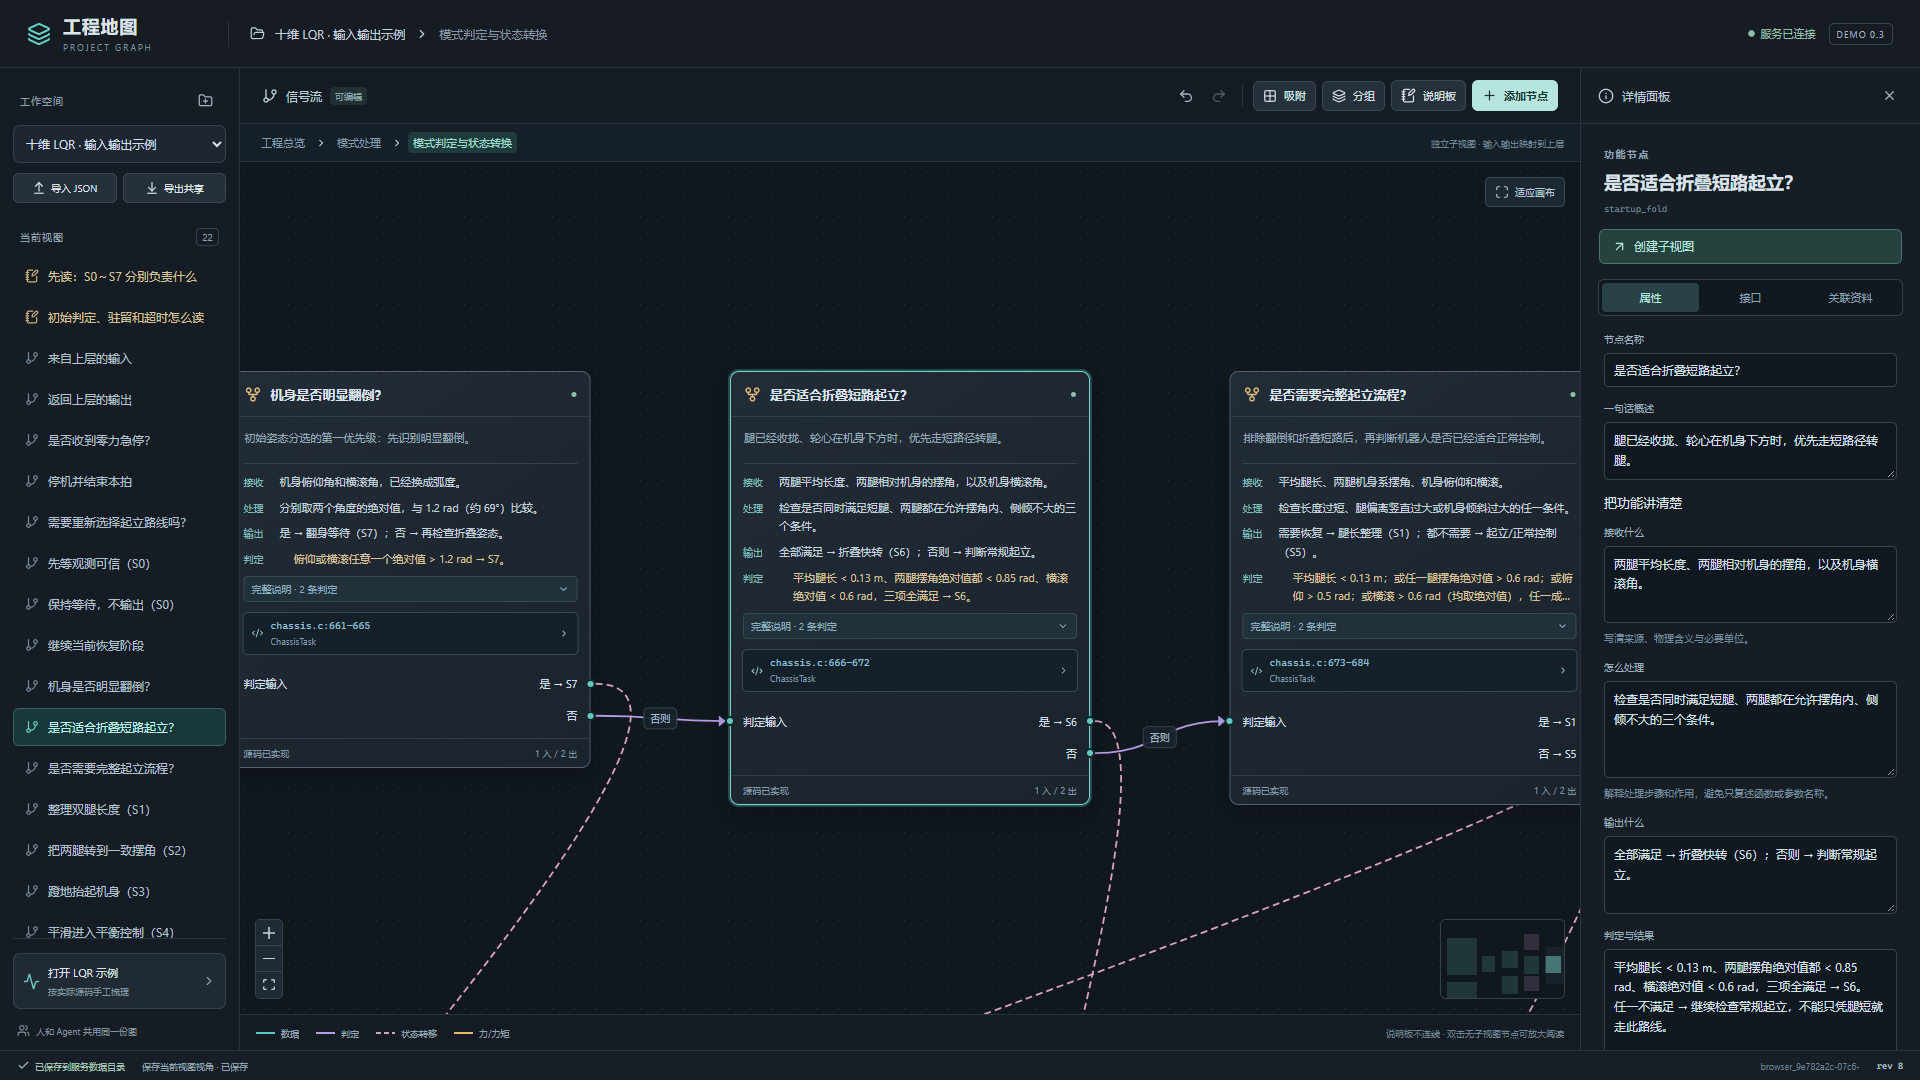 工程地图
PROJECT GRAPH
十维 LQR · 输入输出示例
模式判定与状态转换
服务已连接
DEMO 0.3
工作空间
十维 LQR · 输入输出示例
导入 JSON
导出共享
当前视图
22
先读：S0～S7 分别负责什么
初始判定、驻留和超时怎么读
来自上层的输入
返回上层的输出
是否收到零力急停?
停机并结束本拍
需要重新选择起立路线吗?
先等观测可信（S0）
保持等待，不输出（S0）
继续当前恢复阶段
机身是否明显翻倒?
是否适合折叠短路起立?
是否需要完整起立流程?
整理双腿长度（S1）
把两腿转到一致摆角（S2）
蹬地抬起机身（S3）
平滑进入平衡控制（S4）
打开 LQR 示例
按实际源码手工梳理
人和 Agent 共用同一份图
信号流
可编辑
吸附
分组
说明板
添加节点
工程总览
模式处理
模式判定与状态转换
独立子视图 · 输入输出映射到上层
适应画布
机身是否明显翻倒?
初始姿态分选的第一优先级：先识别明显翻倒。
接收 机身俯仰角和横滚角，已经换成弧度。
处理 分别取两个角度的绝对值，与 1.2 rad（约 69°）比较。
输出 是 → 翻身等待（S7）；否 → 再检查折叠姿态。
判定 俯仰或横滚任意一个绝对值 > 1.2 rad → S7。
完整说明 · 2 条判定
chassis.c:661-665
ChassisTask
判定输入
是 → S7
否
源码已实现
1 入 / 2 出
否则
是否适合折叠短路起立?
腿已经收拢、轮心在机身下方时，优先走短路径转腿。
接收 两腿平均长度、两腿相对机身的摆角，以及机身横滚角。
处理 检查是否同时满足短腿、两腿都在允许摆角内、侧倾不大的三
个条件。
输出 全部满足 → 折叠快转（S6）；否则 → 判断常规起立。
判定 平均腿长 < 0.13 m、两腿摆角绝对值都 < 0.85 rad、横滚
绝对值 < 0.6 rad，三项全满足 → S6。
完整说明 · 2 条判定
chassis.c:666-672
ChassisTask
判定输入
是 → S6
否
源码已实现
1 入 / 2 出
否则
是否需要完整起立流程?
排除翻倒和折叠短路后，再判断机器人是否已经适合正常控制。
接收 平均腿长、两腿机身系摆角、机身俯仰和横滚。
处理 检查长度过短、腿偏离竖直过大或机身倾斜过大的任一条件。
输出 需要恢复 → 腿长整理（S1）；都不需要 → 起立/正常控制
（S5）。
判定 平均腿长 < 0.13 m；或任一腿摆角绝对值 > 0.6 rad；或俯
仰 > 0.5 rad；或横滚 > 0.6 rad（均取绝对值），任一成...
完整说明 · 2 条判定
chassis.c:673-684
ChassisTask
判定输入
是 → S1
否 → S5
源码已实现
1 入 / 2 出
数据
判定
状态转移
力/力矩
说明板不连线 · 双击无子视图节点可放大阅读
详情面板
功能节点
是否适合折叠短路起立?
startup_fold
创建子视图
属性
接口
关联资料
节点名称
是否适合折叠短路起立?
一句话概述
腿已经收拢、轮心在机身下方时，优先走短路径转
腿。
把功能讲清楚
接收什么
两腿平均长度、两腿相对机身的摆角，以及机身横
滚角。
写清来源、物理含义与必要单位。
怎么处理
检查是否同时满足短腿、两腿都在允许摆角内、侧
倾不大的三个条件。
解释处理步骤和作用，避免只复述函数或参数名称。
输出什么
全部满足 → 折叠快转（S6）；否则 → 判断常规起
立。
判定与结果
平均腿长 < 0.13 m、两腿摆角绝对值都 < 0.85
rad、横滚绝对值 < 0.6 rad，三项全满足 → S6。
任一不满足 → 继续检查常规起立，不能只凭腿短就
走此路线。
已保存到服务数据目录
保存当前视图视角 · 已保存
browser_9e782a2c-07c6-
rev 8